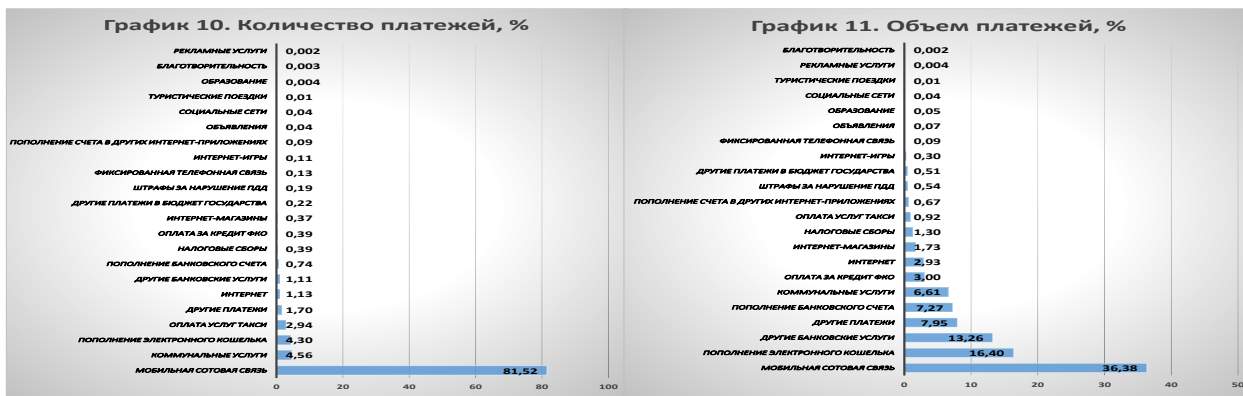 График 10. Количество платежей, %
РЕКЛАМНЫЕ УСЛУГИ 0,002
БЛАГОТВОРИТЕЛЬНОСТЬ 0,003
ОБРАЗОВАНИЕ 0,004
ТУРИСТИЧЕСКИЕ ПОЕЗДКИ 0,01
СОЦИАЛЬНЫЕ СЕТИ 0,04
ОБЪЯВЛЕНИЯ 0,04
ПОПОЛНЕНИЕ СЧЕТА В ДРУГИХ ИНТЕРНЕТ-ПРИЛОЖЕНИЯХ 0,09
ИНТЕРНЕТ-ИГРЫ 0,11
ФИКСИРОВАННАЯ ТЕЛЕФОННАЯ СВЯЗЬ 0,13
ШТРАФЫ ЗА НАРУШЕНИЕ ПДД 0,19
ДРУГИЕ ПЛАТЕЖИ В БЮДЖЕТ ГОСУДАРСТВА 0,22
ИНТЕРНЕТ-МАГАЗИНЫ 0,37
ОПЛАТА ЗА КРЕДИТ ФКО 0,39
НАЛОГОВЫЕ СБОРЫ 0,39
ПОПОЛНЕНИЕ БАНКОВСКОГО СЧЕТА 0,74
ДРУГИЕ БАНКОВСКИЕ УСЛУГИ 1,11
ИНТЕРНЕТ 1,13
ДРУГИЕ ПЛАТЕЖИ 1,70
ОПЛАТА УСЛУГ ТАКСИ 2,94
ПОПОЛНЕНИЕ ЭЛЕКТРОННОГО КОШЕЛЬКА 4,30
КОММУНАЛЬНЫЕ УСЛУГИ 4,56
МОБИЛЬНАЯ СОТОВАЯ СВЯЗЬ 81,52
0 20 40 60 80 100
График 11. Объем платежей, %
БЛАГОТВОРИТЕЛЬНОСТЬ 0,002
РЕКЛАМНЫЕ УСЛУГИ 0,004
ТУРИСТИЧЕСКИЕ ПОЕЗДКИ 0,01
СОЦИАЛЬНЫЕ СЕТИ 0,04
ОБРАЗОВАНИЕ 0,05
ОБЪЯВЛЕНИЯ 0,07
ФИКСИРОВАННАЯ ТЕЛЕФОННАЯ СВЯЗЬ 0,09
ИНТЕРНЕТ-ИГРЫ 0,30
ДРУГИЕ ПЛАТЕЖИ В БЮДЖЕТ ГОСУДАРСТВА 0,51
ШТРАФЫ ЗА НАРУШЕНИЕ ПДД 0,54
ПОПОЛНЕНИЕ СЧЕТА В ДРУГИХ ИНТЕРНЕТ-ПРИЛОЖЕНИЯХ 0,67
ОПЛАТА УСЛУГ ТАКСИ 0,92
НАЛОГОВЫЕ СБОРЫ 1,30
ИНТЕРНЕТ-МАГАЗИНЫ 1,73
ИНТЕРНЕТ 2,93
ОПЛАТА ЗА КРЕДИТ ФКО 3,00
КОММУНАЛЬНЫЕ УСЛУГИ 6,61
ПОПОЛНЕНИЕ БАНКОВСКОГО СЧЕТА 7,27
ДРУГИЕ ПЛАТЕЖИ 7,95
ДРУГИЕ БАНКОВСКИЕ УСЛУГИ 13,26
ПОПОЛНЕНИЕ ЭЛЕКТРОННОГО КОШЕЛЬКА 16,40
МОБИЛЬНАЯ СОТОВАЯ СВЯЗЬ 36,38
0 10 20 30 40 50